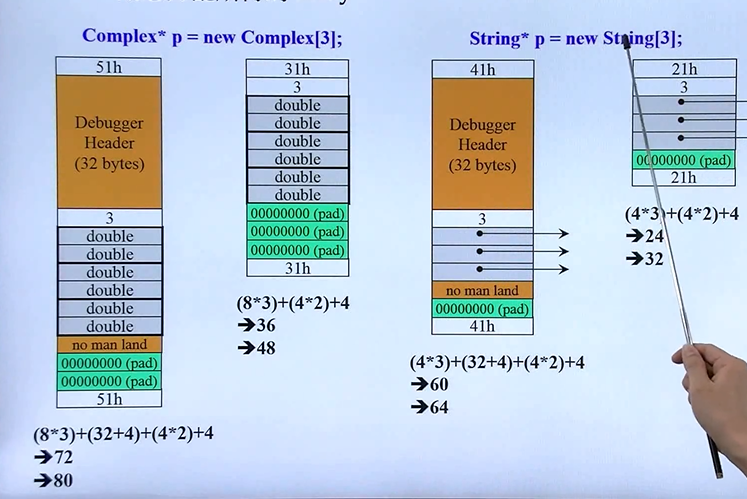 Complex* p = new Complex[3];
51h
Debugger
Header
(32 bytes)
3
double
double
double
double
double
double
no man land
00000000 (pad)
00000000 (pad)
51h
(8*3)+(32+4)+(4*2)+4
➔72
➔80
31h
3
double
double
double
double
double
double
00000000 (pad)
00000000 (pad)
00000000 (pad)
31h
(8*3)+(4*2)+4
➔36
➔48
String* p = new String[3];
41h
Debugger
Header
(32 bytes)
3
no man land
00000000 (pad)
41h
(4*3)+(32+4)+(4*2)+4
➔60
➔64
21h
3
00000000 (pad)
21h
(4*3)+(4*2)+4
➔24
➔32